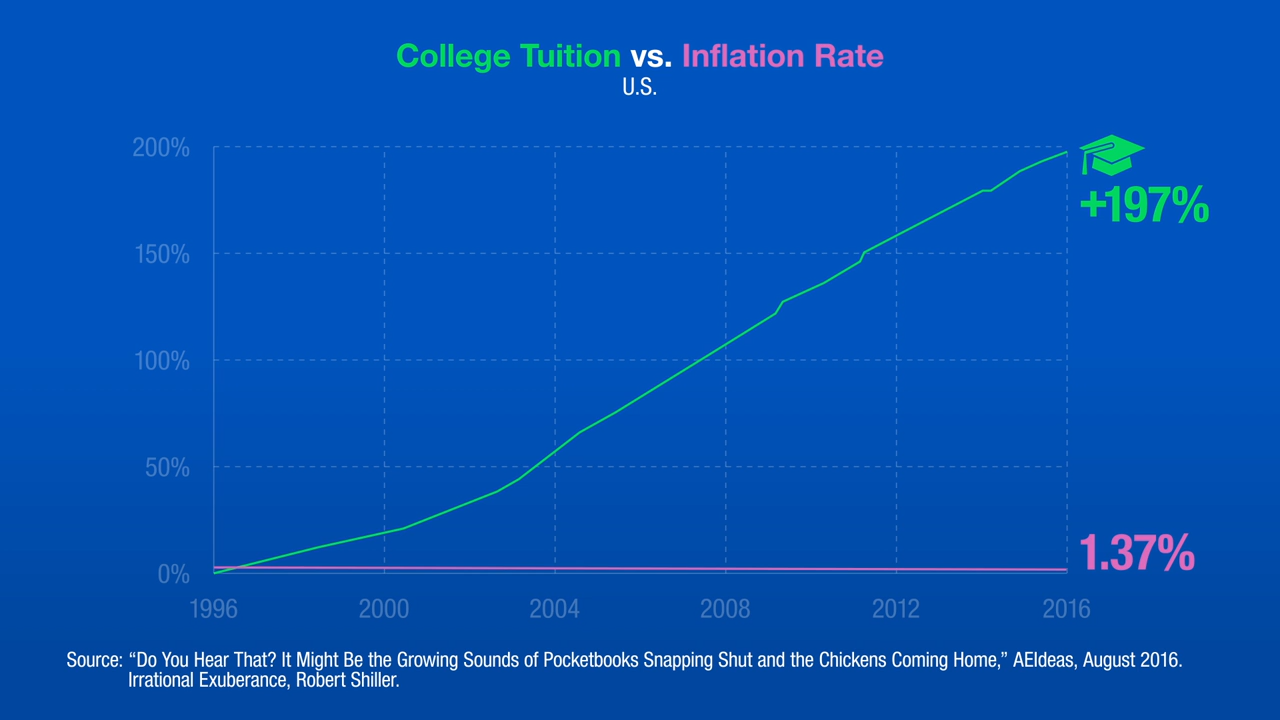 College Tuition vs. Inflation Rate
U.S.
200%
+197%
150%
100%
50%
1.37%
0%
1996 2000 2004 2008 2012 2016
Source: “Do You Hear That? It Might Be the Growing Sounds of Pocketbooks Snapping Shut and the Chickens Coming Home,” AEIdeas, August 2016.
Irrational Exuberance, Robert Shiller.